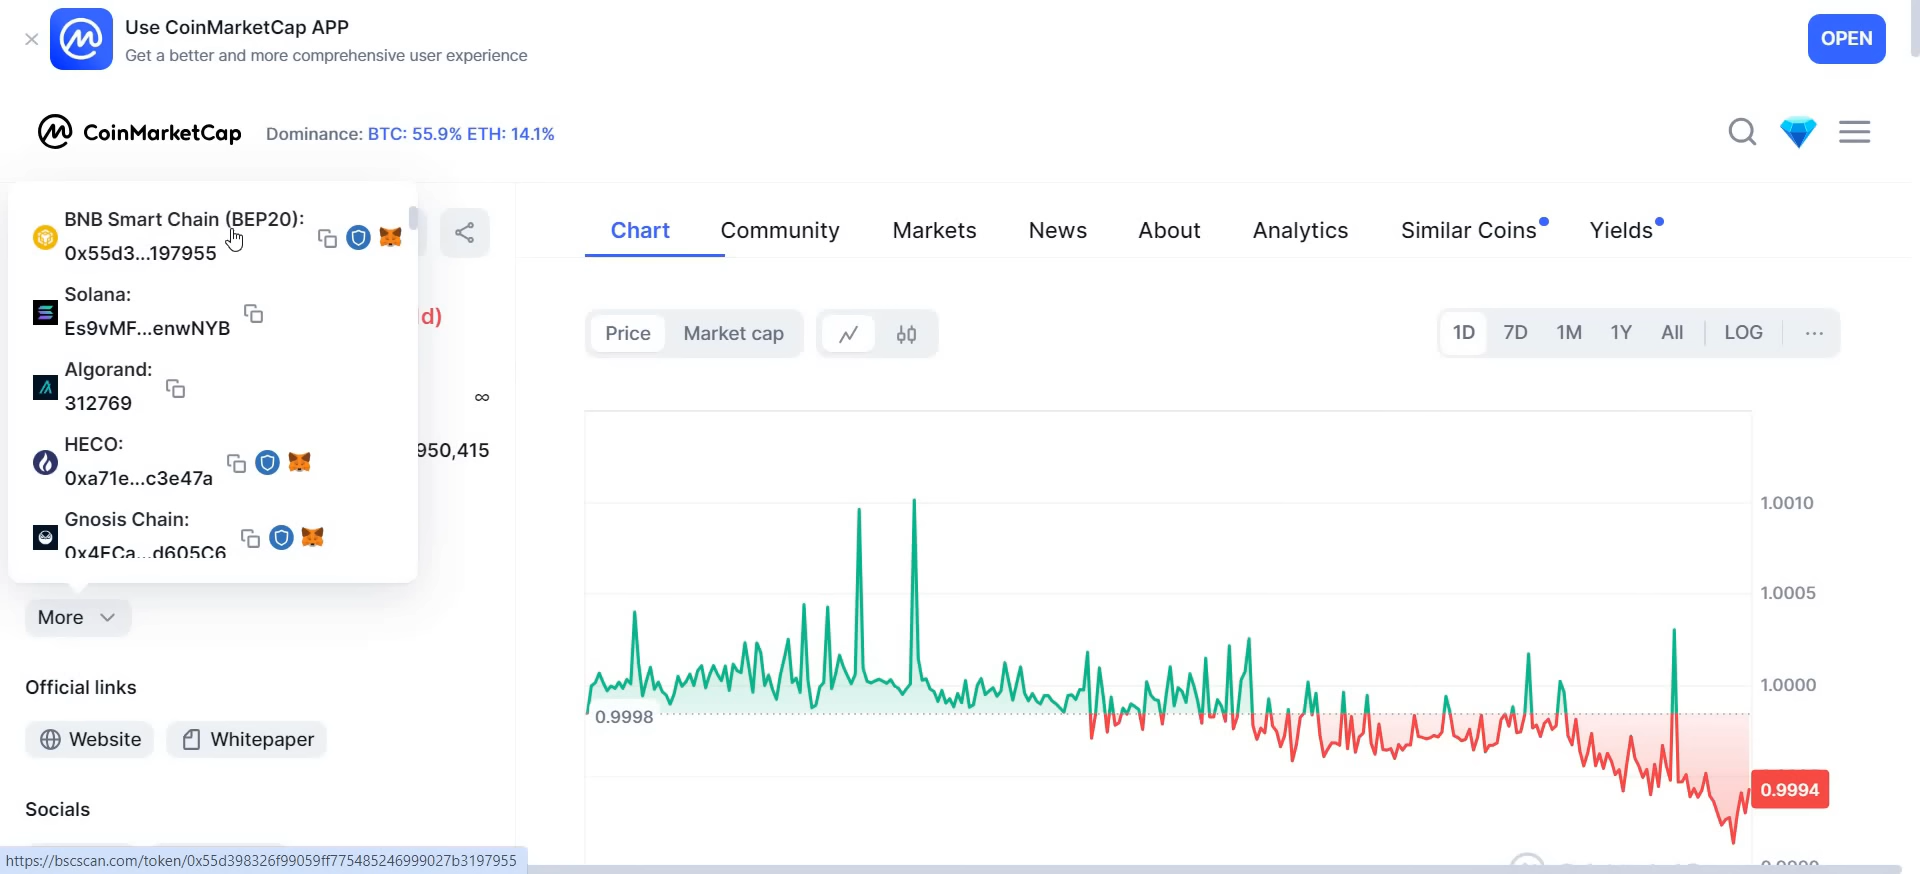 Use CoinMarketCap APP
Get a better and more comprehensive user experience
OPEN
CoinMarketCap
Dominance: BTC: 55.9% ETH: 14.1%
BNB Smart Chain (BEP20):
0x55d3...197955
Solana:
Es9vMF...enwNYB
Algorand:
312769
HECO:
0xa71e...c3e47a
Gnosis Chain:
0x4ECa...d605C6
d)
∞
950,415
More
Official links
Website
Whitepaper
Socials
https://bscscan.com/token/0x55d398326f99059ff775485246999027b3197955
Chart
Community
Markets
News
About
Analytics
Similar Coins
Yields
Price
Market cap
1D
7D
1M
1Y
All
LOG
...
1.0010
1.0005
1.0000
0.9998
0.9994